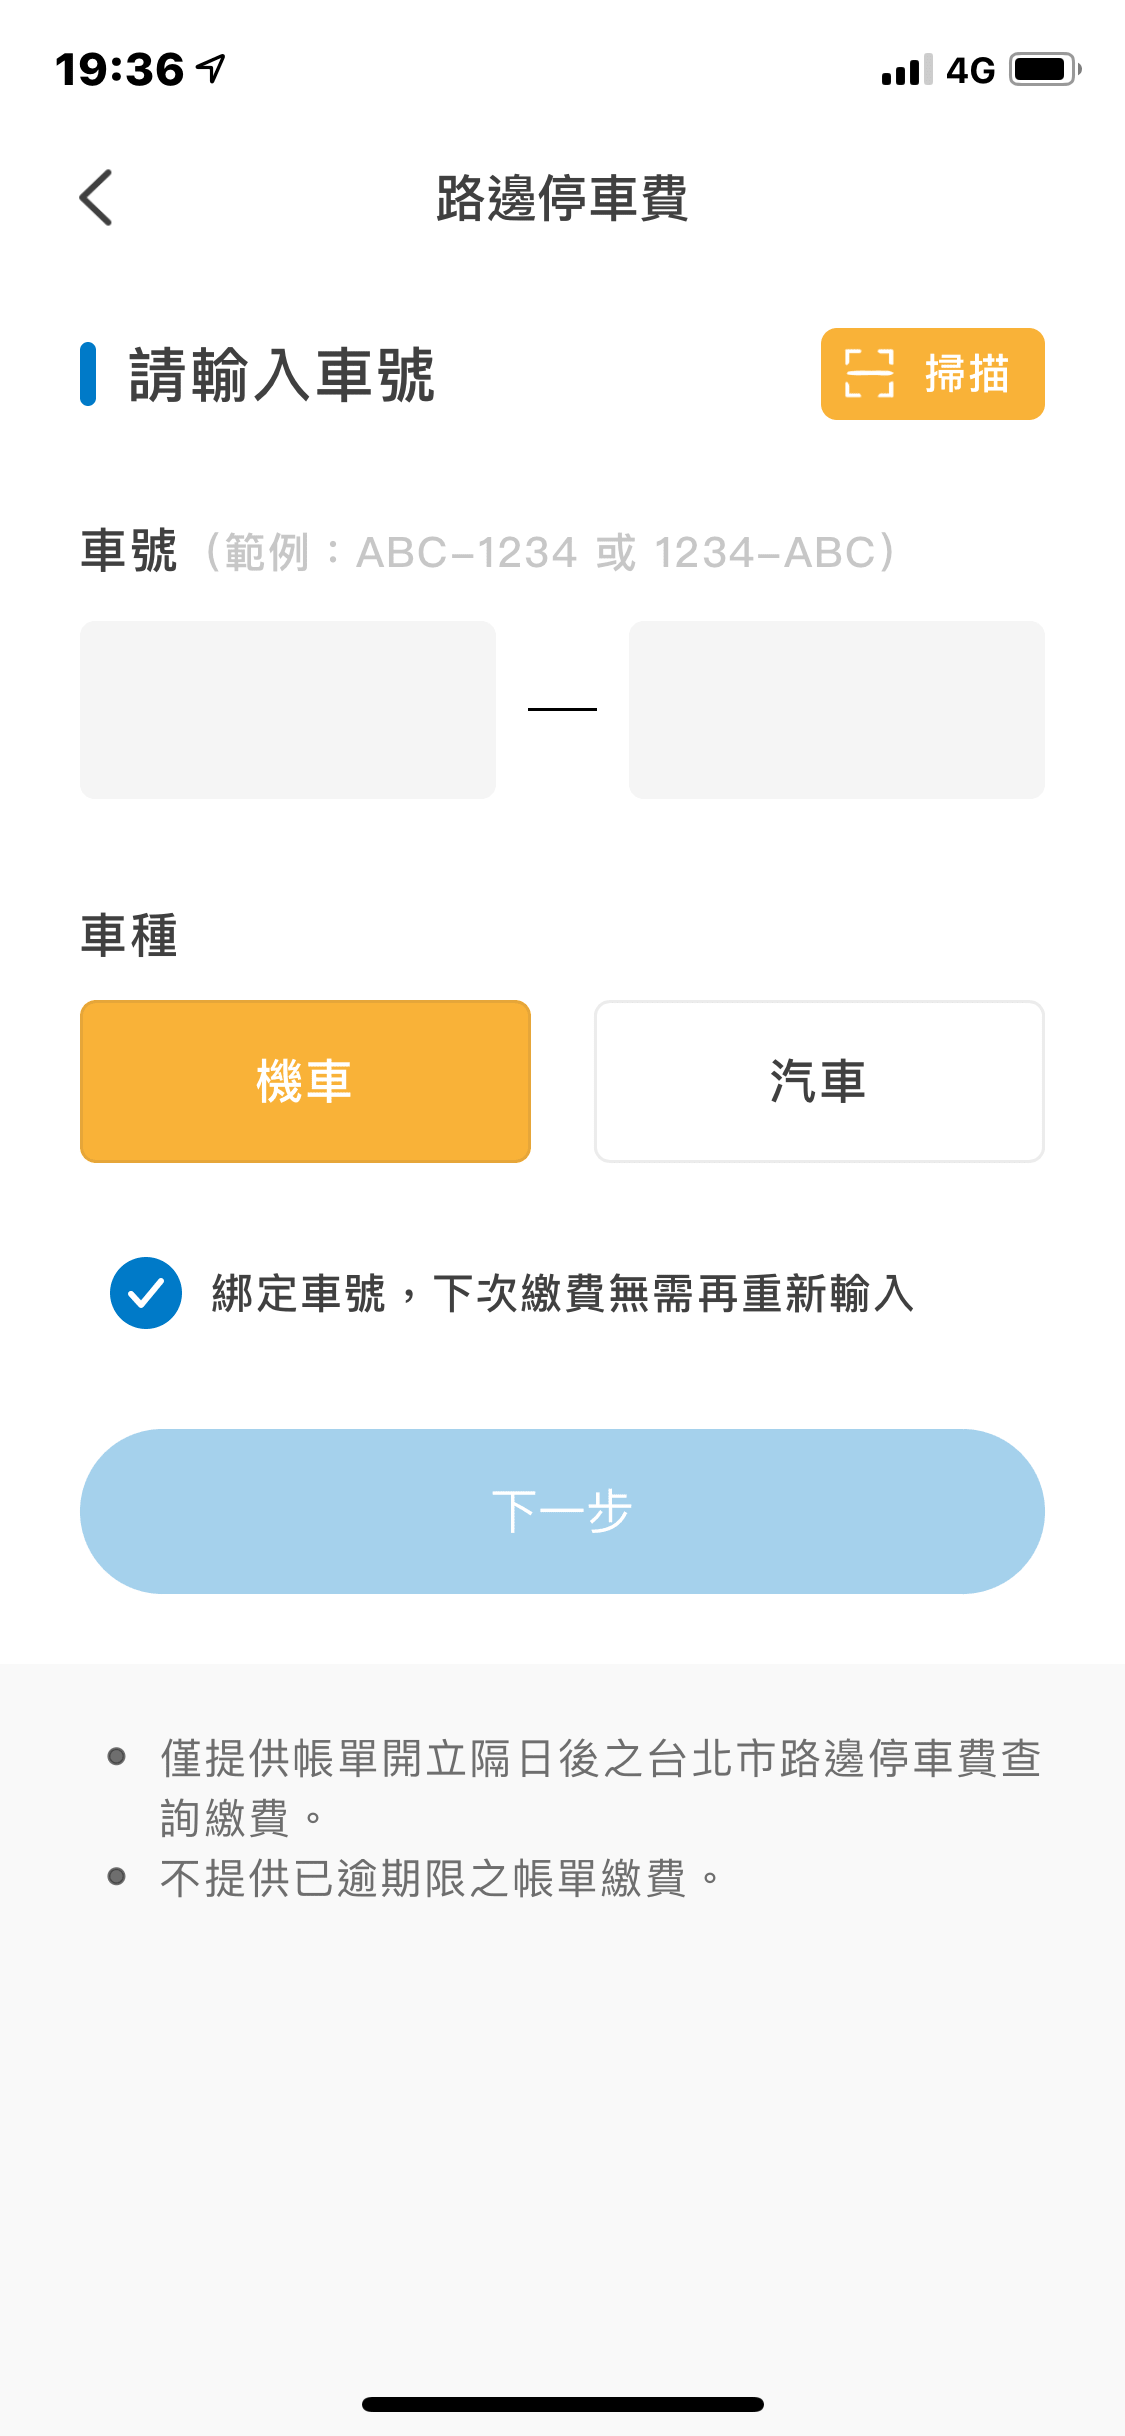 19:36
4G
路邊停車費
請輸入車號
掃描
車號（範例：ABC-1234 或 1234-ABC）
車種
機車
汽車
綁定車號，下次繳費無需再重新輸入
下一步
僅提供帳單開立隔日後之台北市路邊停車費查
詢繳費。
不提供已逾期限之帳單繳費。